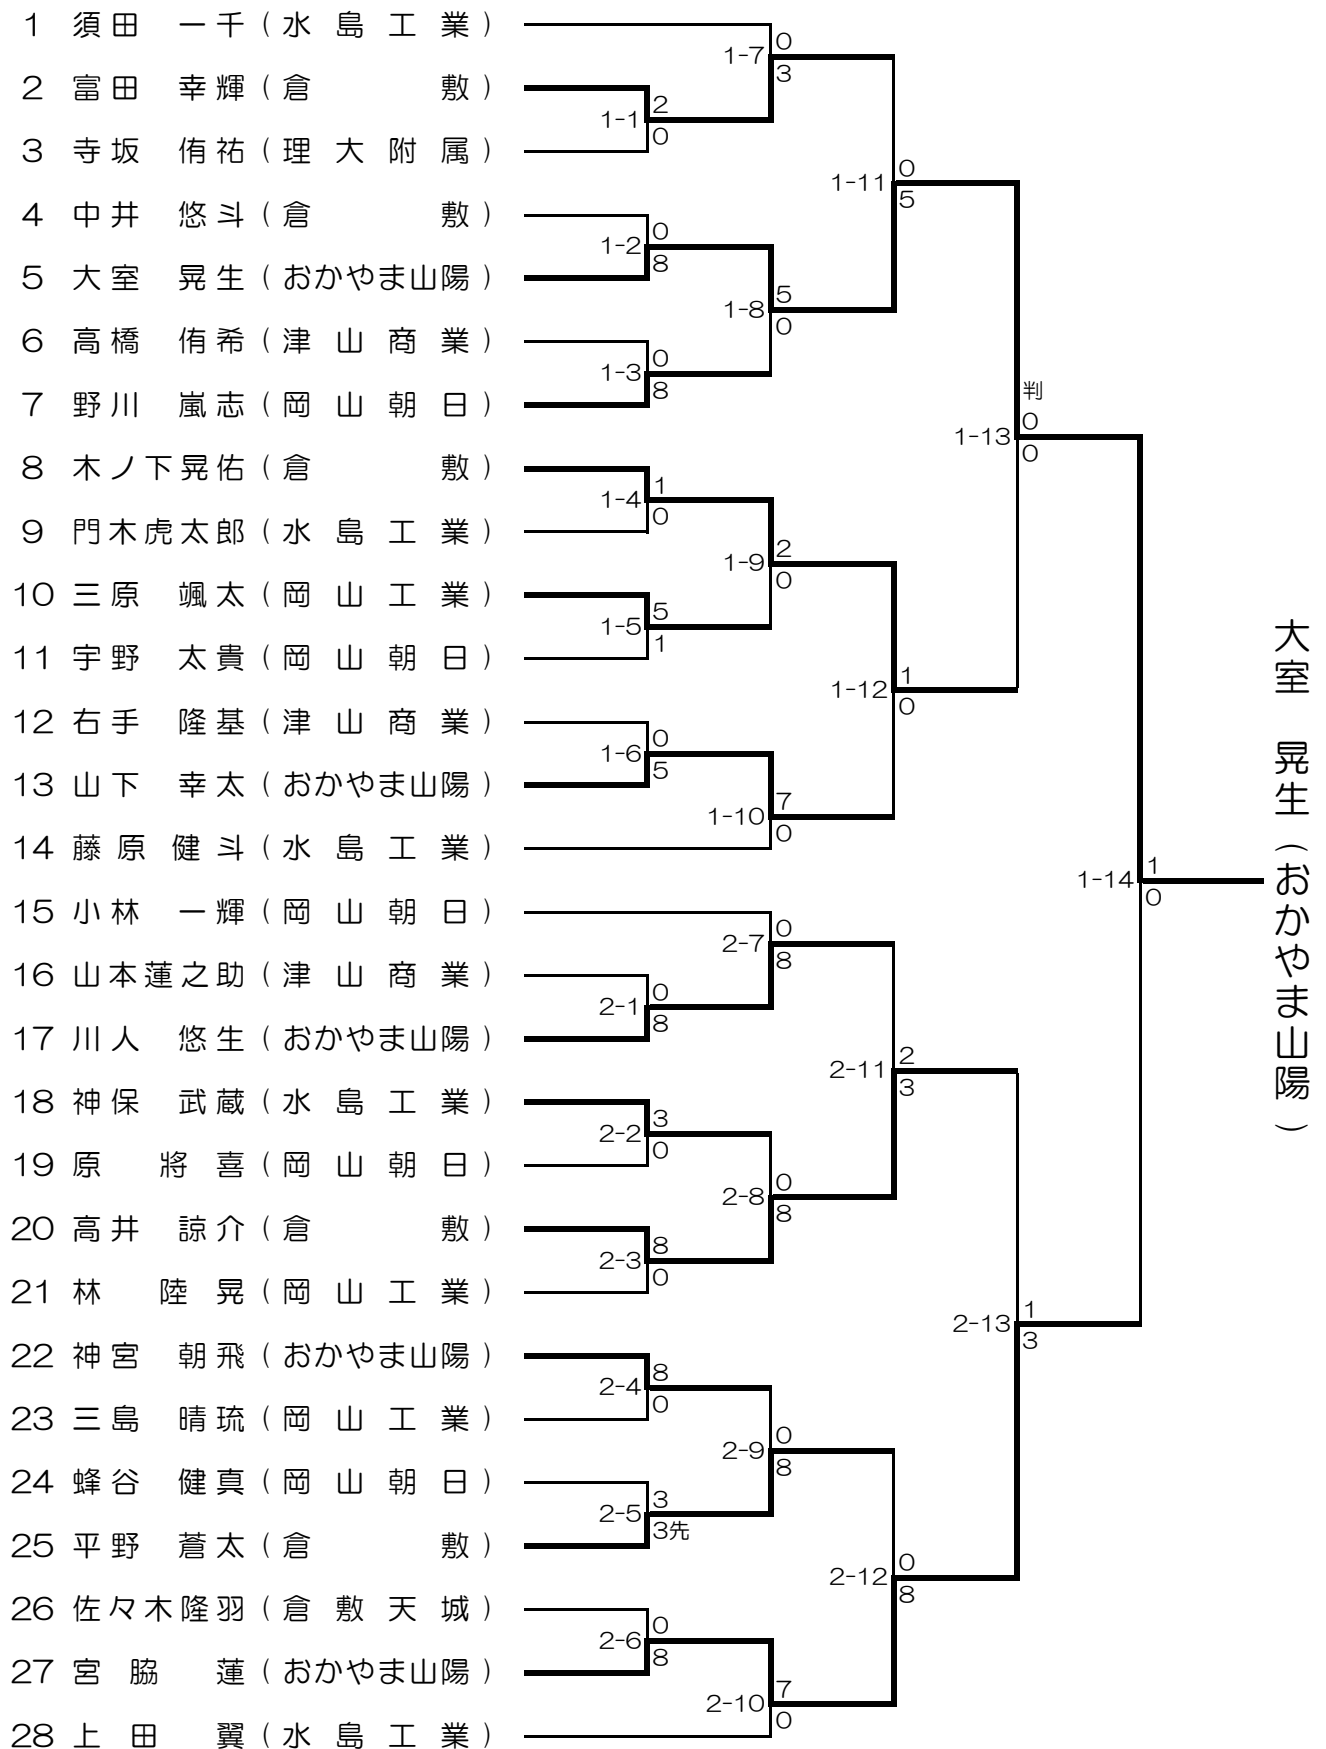 1 須田 一千 (水島工業)
0
1-7
3
2 富田 幸輝 (倉敷)
2
1-1
0
3 寺坂 侑祐 (理大附属)
0
1-11
5
4 中井 悠斗 (倉敷)
0
1-2
8
5 大室 晃生 (おかやま山陽)
5
1-8
0
6 高橋 侑希 (津山商業)
0
1-3
8
7 野川 嵐志 (岡山朝日)
判
0
1-13
0
8 木ノ下晃佑 (倉敷)
1
1-4
0
9 門木虎太郎 (水島工業)
2
1-9
0
10 三原 颯太 (岡山工業)
5
1-5
1
11 宇野 太貴 (岡山朝日)
1
1-12
0
12 右手 隆基 (津山商業)
0
1-6
5
13 山下 幸太 (おかやま山陽)
7
1-10
0
14 藤原 健斗 (水島工業)
1
1-14
0
大室 晃生(おかやま山陽)
15 小林 一輝 (岡山朝日)
0
2-7
8
16 山本蓮之助 (津山商業)
0
2-1
8
17 川人 悠生 (おかやま山陽)
2
2-11
3
18 神保 武蔵 (水島工業)
3
2-2
0
19 原 將喜 (岡山朝日)
0
2-8
8
20 高井 諒介 (倉敷)
8
2-3
0
21 林 陸晃 (岡山工業)
1
2-13
3
22 神宮 朝飛 (おかやま山陽)
8
2-4
0
23 三島 晴琉 (岡山工業)
0
2-9
8
24 蜂谷 健真 (岡山朝日)
3
2-5
3先
25 平野 蒼太 (倉敷)
0
2-12
8
26 佐々木隆羽 (倉敷天城)
0
2-6
8
27 宮脇 蓮 (おかやま山陽)
7
2-10
0
28 上田 翼 (水島工業)